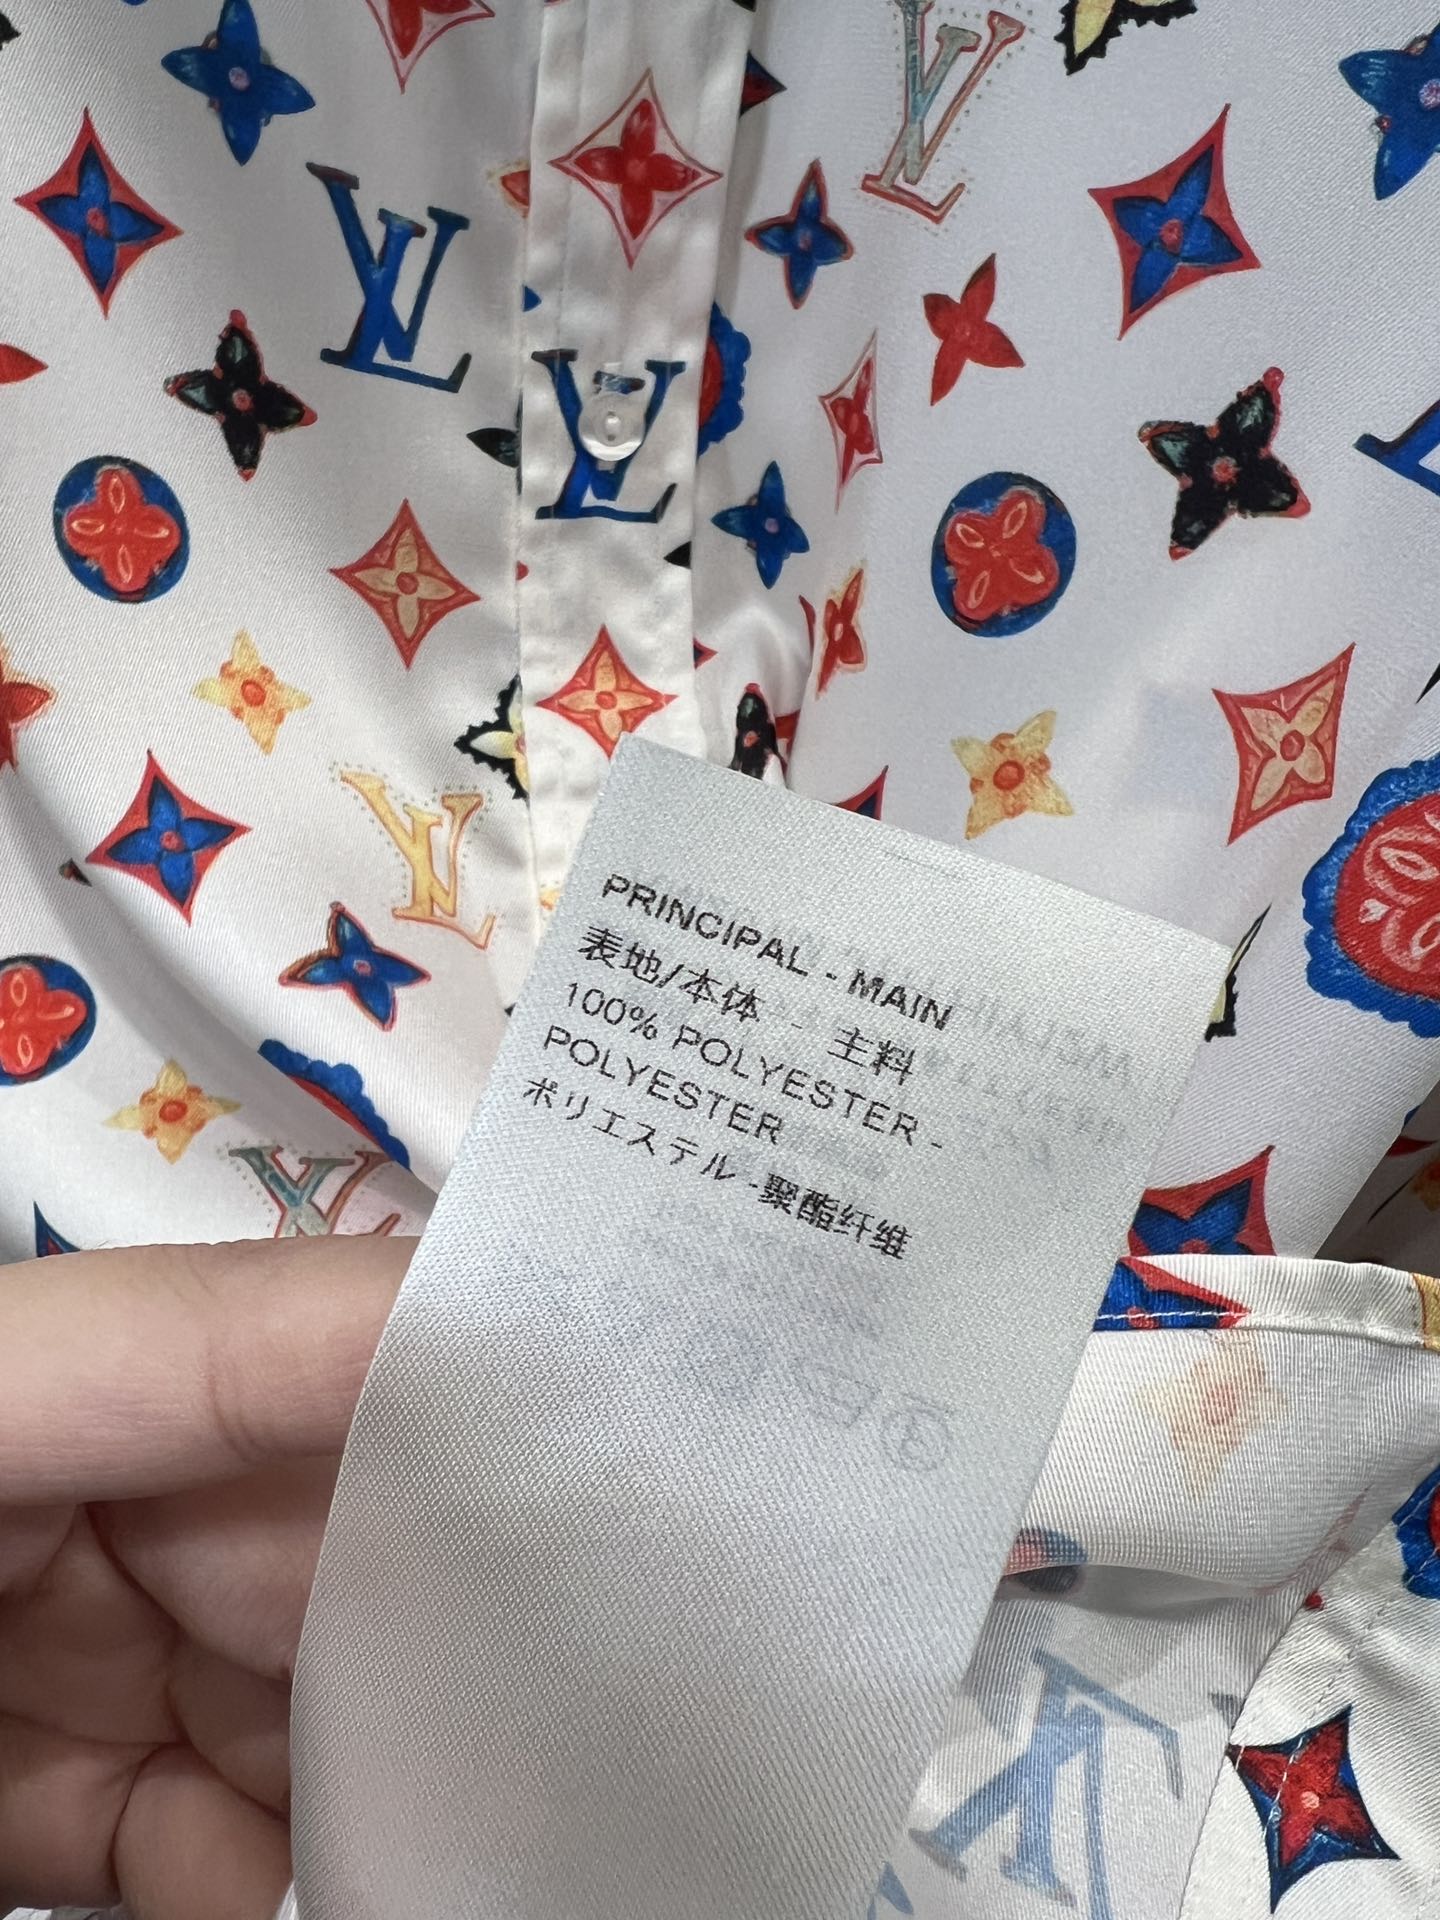 PRINCIPAL - MAIN
表地/本体 - 主料
100% POLYESTER -
POLYESTER
ポリエステル - 聚酯纤维